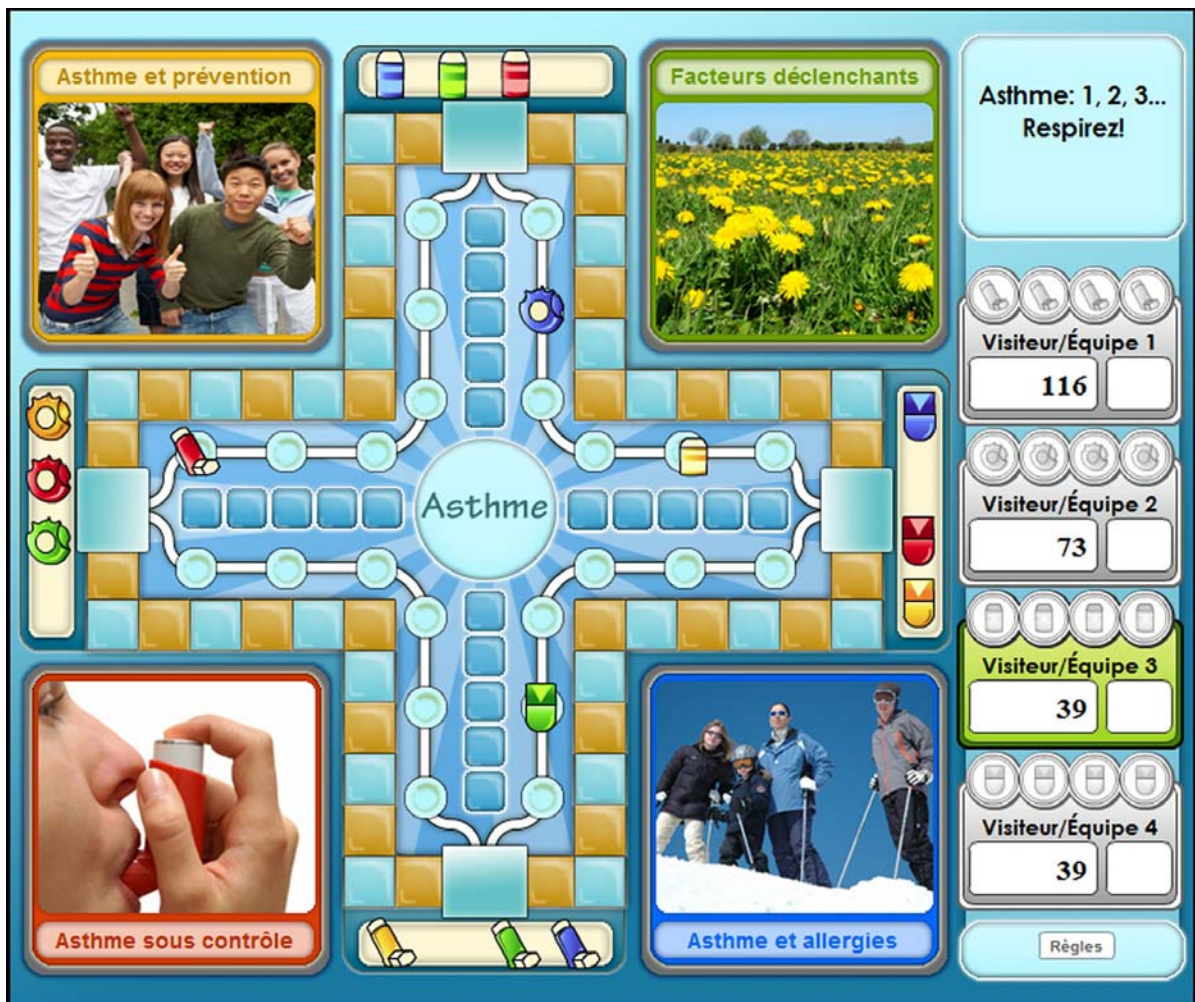 Asthme et prévention
Facteurs déclenchants
Asthme: 1, 2, 3...
Respirez!
Visiteur/Équipe 1
116
Visiteur/Équipe 2
73
Asthme
Visiteur/Équipe 3
39
Visiteur/Équipe 4
39
Asthme sous contrôle
Asthme et allergies
Règles